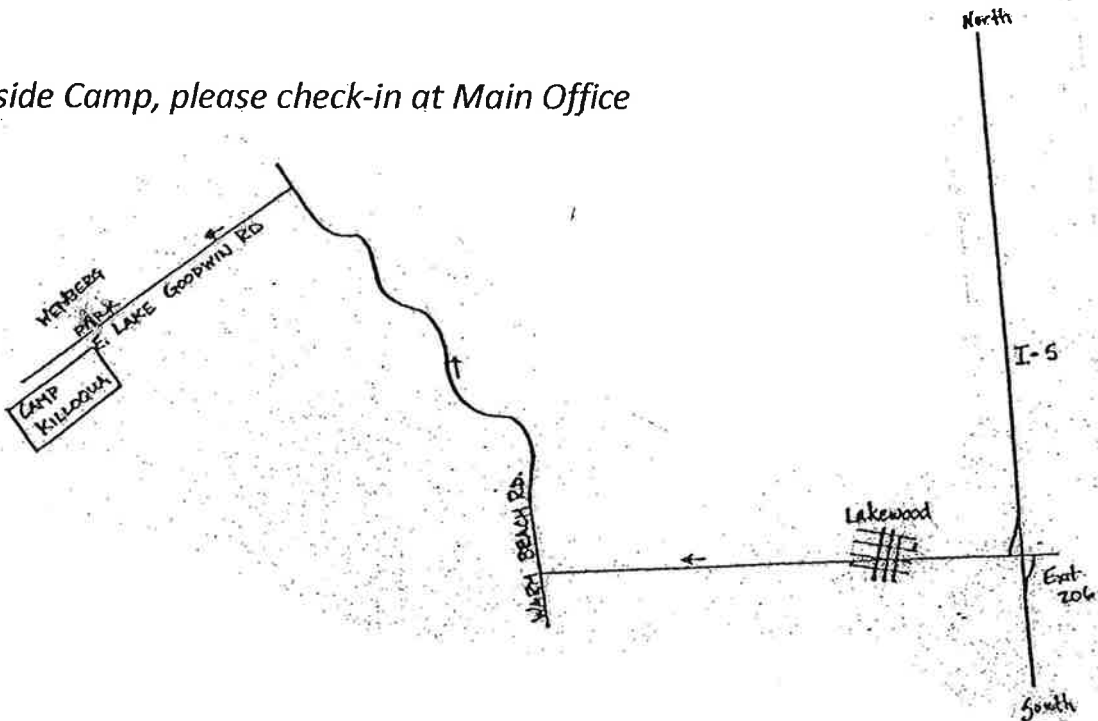 North
side Camp, please check-in at Main Office
E. LAKE GOODWIN RD
WENBERG
PARK
I-5
CAMP
KILLOQUA
WARM BEACH RD.
Lakewood
Exit
206
South